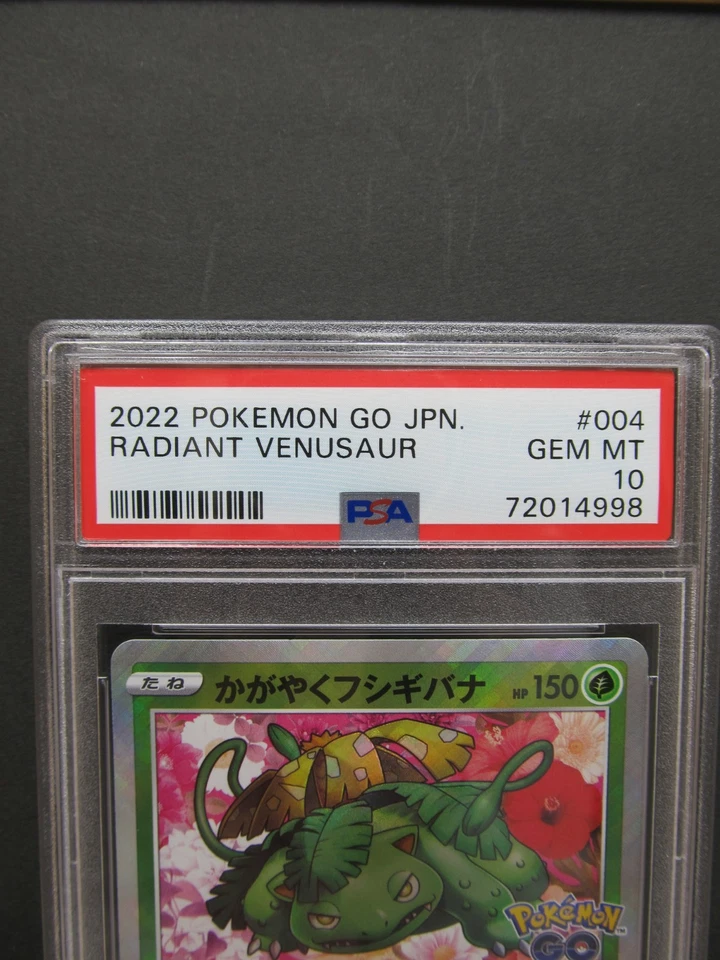 2022 POKEMON GO JPN. #004
RADIANT VENUSAUR GEM MT
10
PSA 72014998
たね かがやくフシギバナ HP 150
POKÉMON
GO